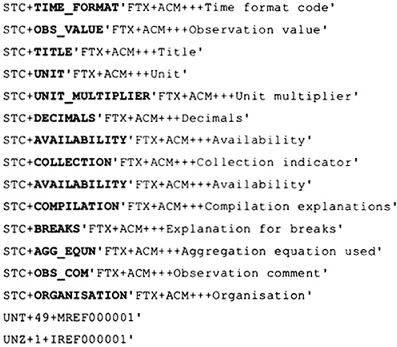 STC+TIME_FORMAT'FTX+ACM+++Time format code'
STC+OBS_VALUE'FTX+ACM+++Observation value'
STC+TITLE'FTX+ACM+++Title'
STC+UNIT'FTX+ACM+++Unit'
STC+UNIT_MULTIPLIER'FTX+ACM+++Unit multiplier'
STC+DECIMALS'FTX+ACM+++Decimals'
STC+AVAILABILITY'FTX+ACM+++Availability'
STC+COLLECTION'FTX+ACM+++Collection indicator'
STC+AVAILABILITY'FTX+ACM+++Availability'
STC+COMPILATION'FTX+ACM+++Compilation explanations'
STC+BREAKS'FTX+ACM+++Explanation for breaks'
STC+AGG_EQUN'FTX+ACM+++Aggregation equation used'
STC+OBS_COM'FTX+ACM+++Observation comment'
STC+ORGANISATION'FTX+ACM+++Organisation'
UNT+49+MREF000001'
UNZ+1+IREF000001'